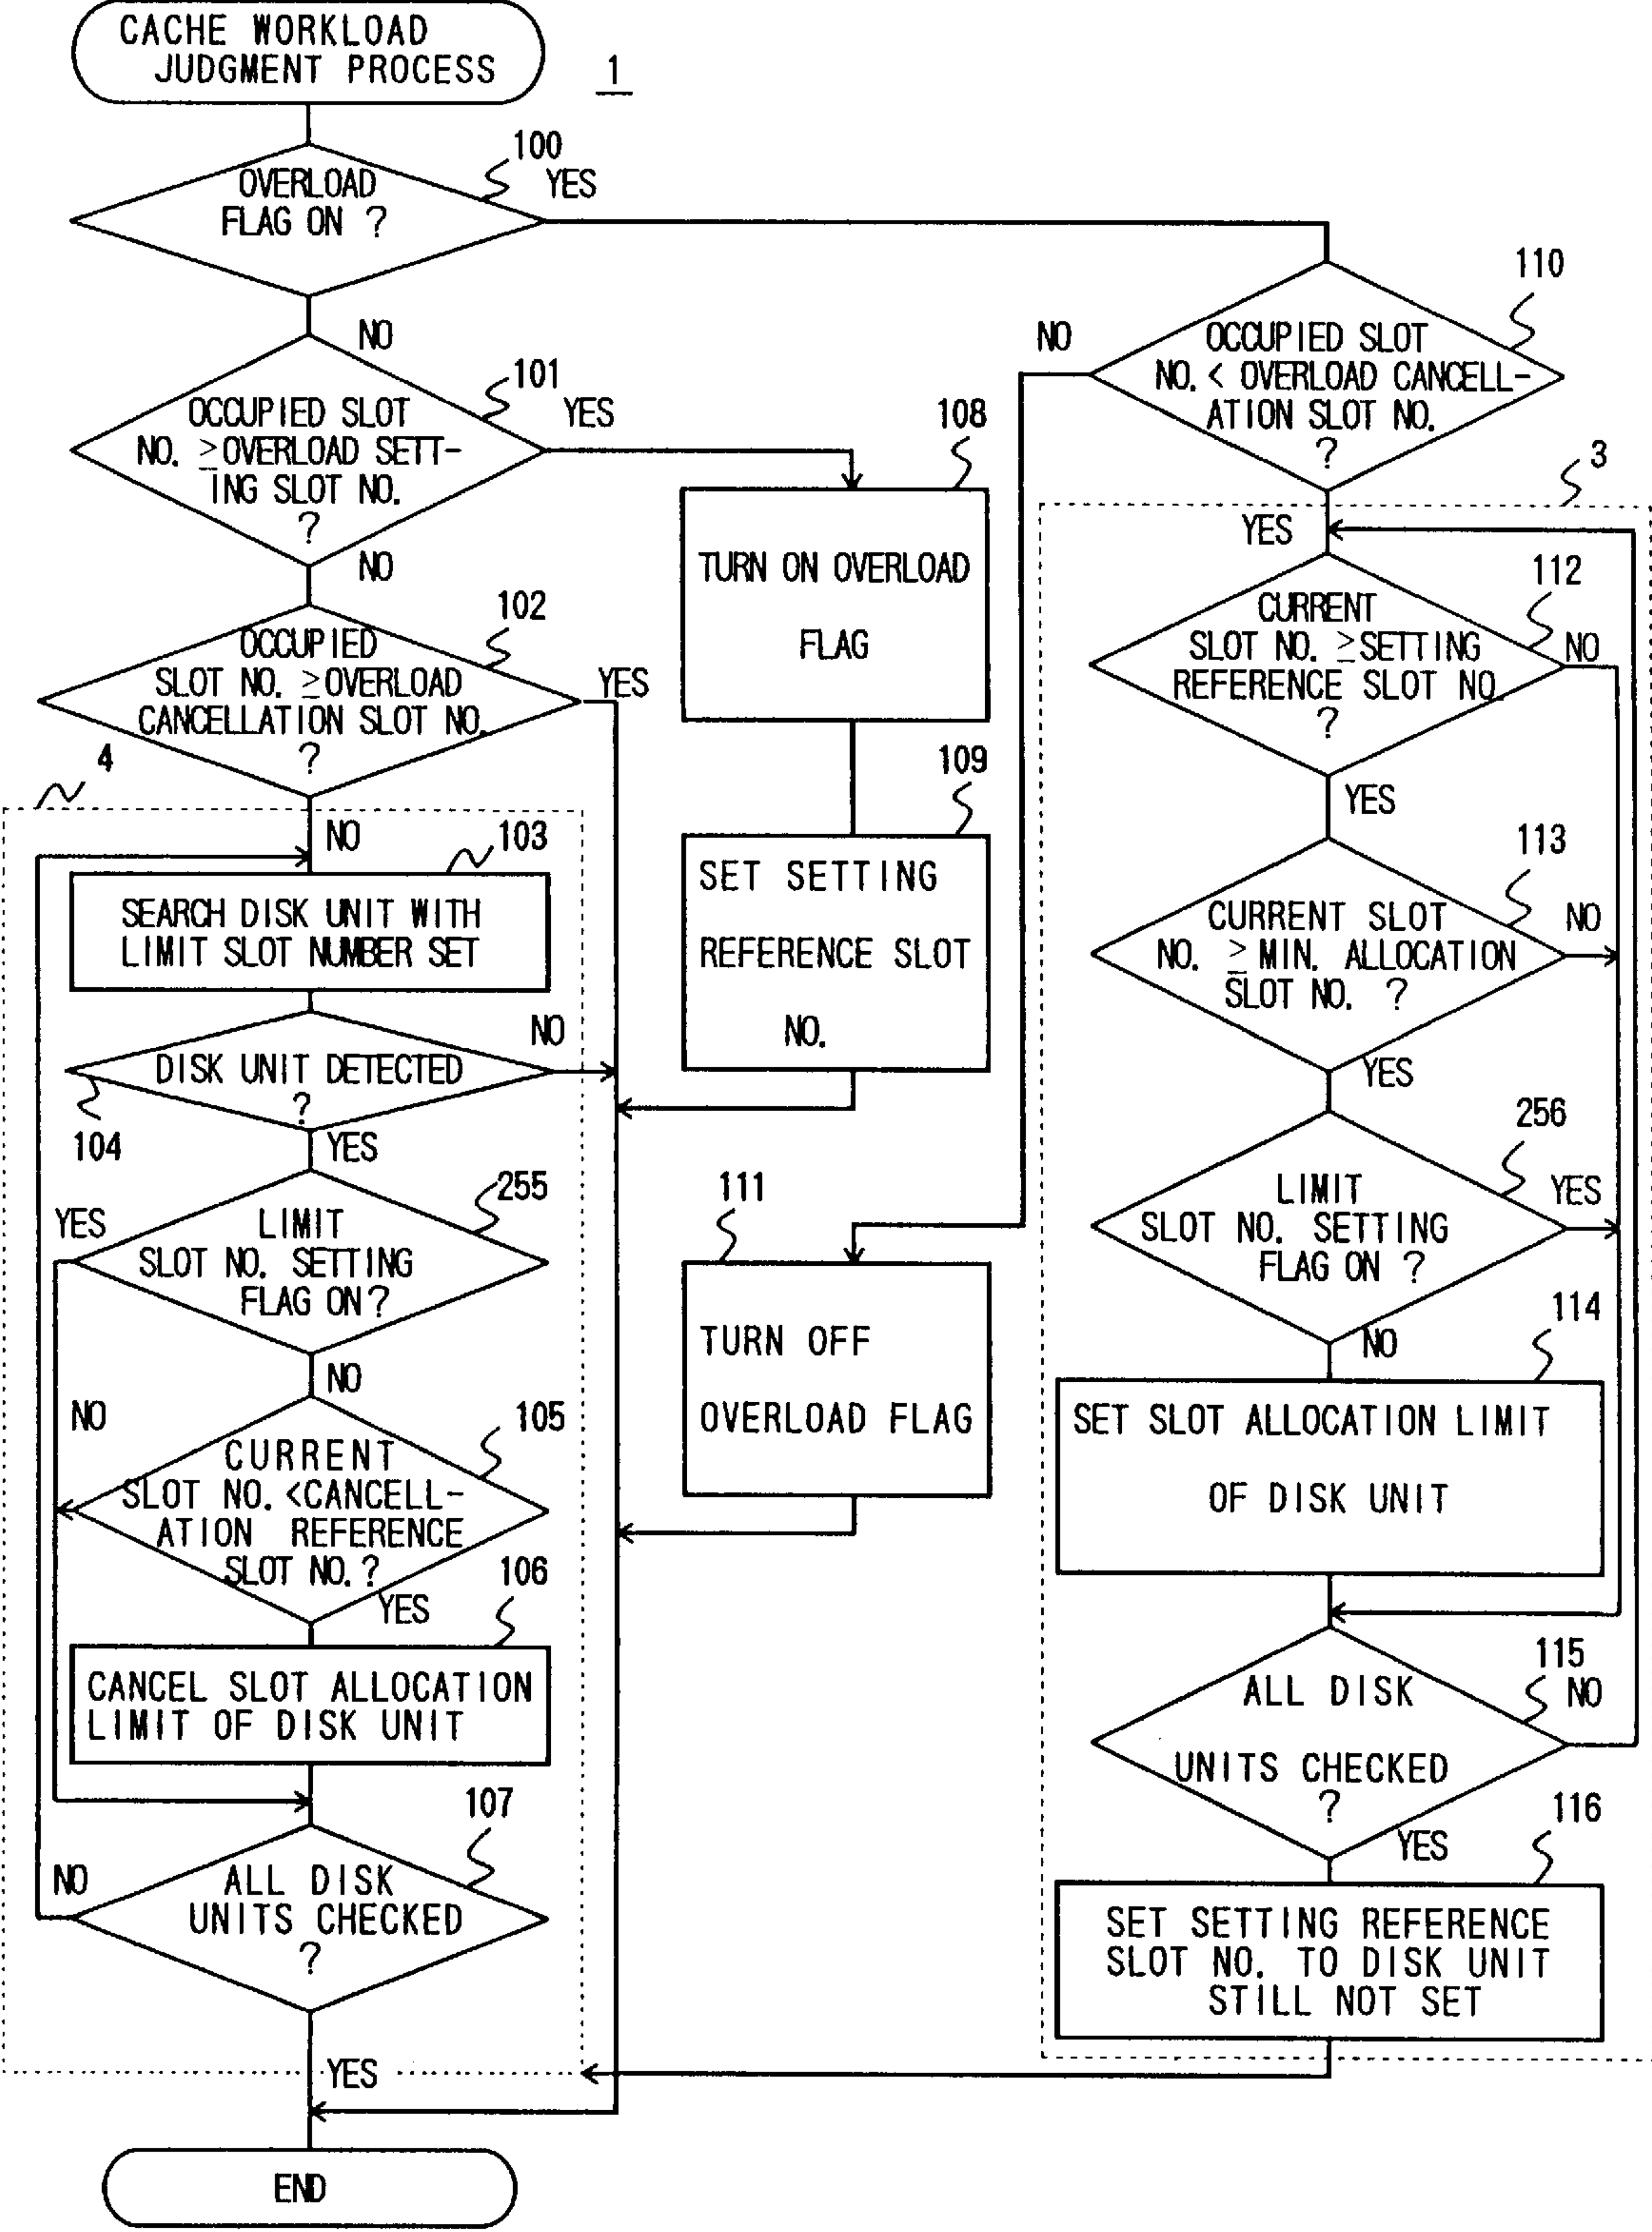 CACHE WORKLOAD
JUDGMENT PROCESS
1
100
OVERLOAD
FLAG ON ?
YES
NO
101
OCCUPIED SLOT
NO. ≥OVERLOAD SETT-
ING SLOT NO.
?
YES
NO
102
OCCUPIED
SLOT NO. ≥OVERLOAD
CANCELLATION SLOT NO.
?
YES
4
NO
103
SEARCH DISK UNIT WITH
LIMIT SLOT NUMBER SET
NO
DISK UNIT DETECTED
?
104
YES
255
YES
LIMIT
SLOT NO. SETTING
FLAG ON?
NO
NO
105
CURRENT
SLOT NO. <CANCELL-
ATION REFERENCE
SLOT NO.?
106
YES
CANCEL SLOT ALLOCATION
LIMIT OF DISK UNIT
107
NO
ALL DISK
UNITS CHECKED
?
YES
END
108
TURN ON OVERLOAD
FLAG
109
SET SETTING
REFERENCE SLOT
NO.
111
TURN OFF
OVERLOAD FLAG
110
NO
OCCUPIED SLOT
NO. < OVERLOAD CANCELL-
ATION SLOT NO.
?
3
YES
112
CURRENT
SLOT NO. ≥SETTING
REFERENCE SLOT NO.
?
NO
YES
113
CURRENT SLOT
NO. ≥MIN. ALLOCATION
SLOT NO. ?
NO
YES
256
LIMIT
SLOT NO. SETTING
FLAG ON ?
YES
NO
114
SET SLOT ALLOCATION LIMIT
OF DISK UNIT
115
ALL DISK
UNITS CHECKED
?
NO
YES
116
SET SETTING REFERENCE
SLOT NO. TO DISK UNIT
STILL NOT SET